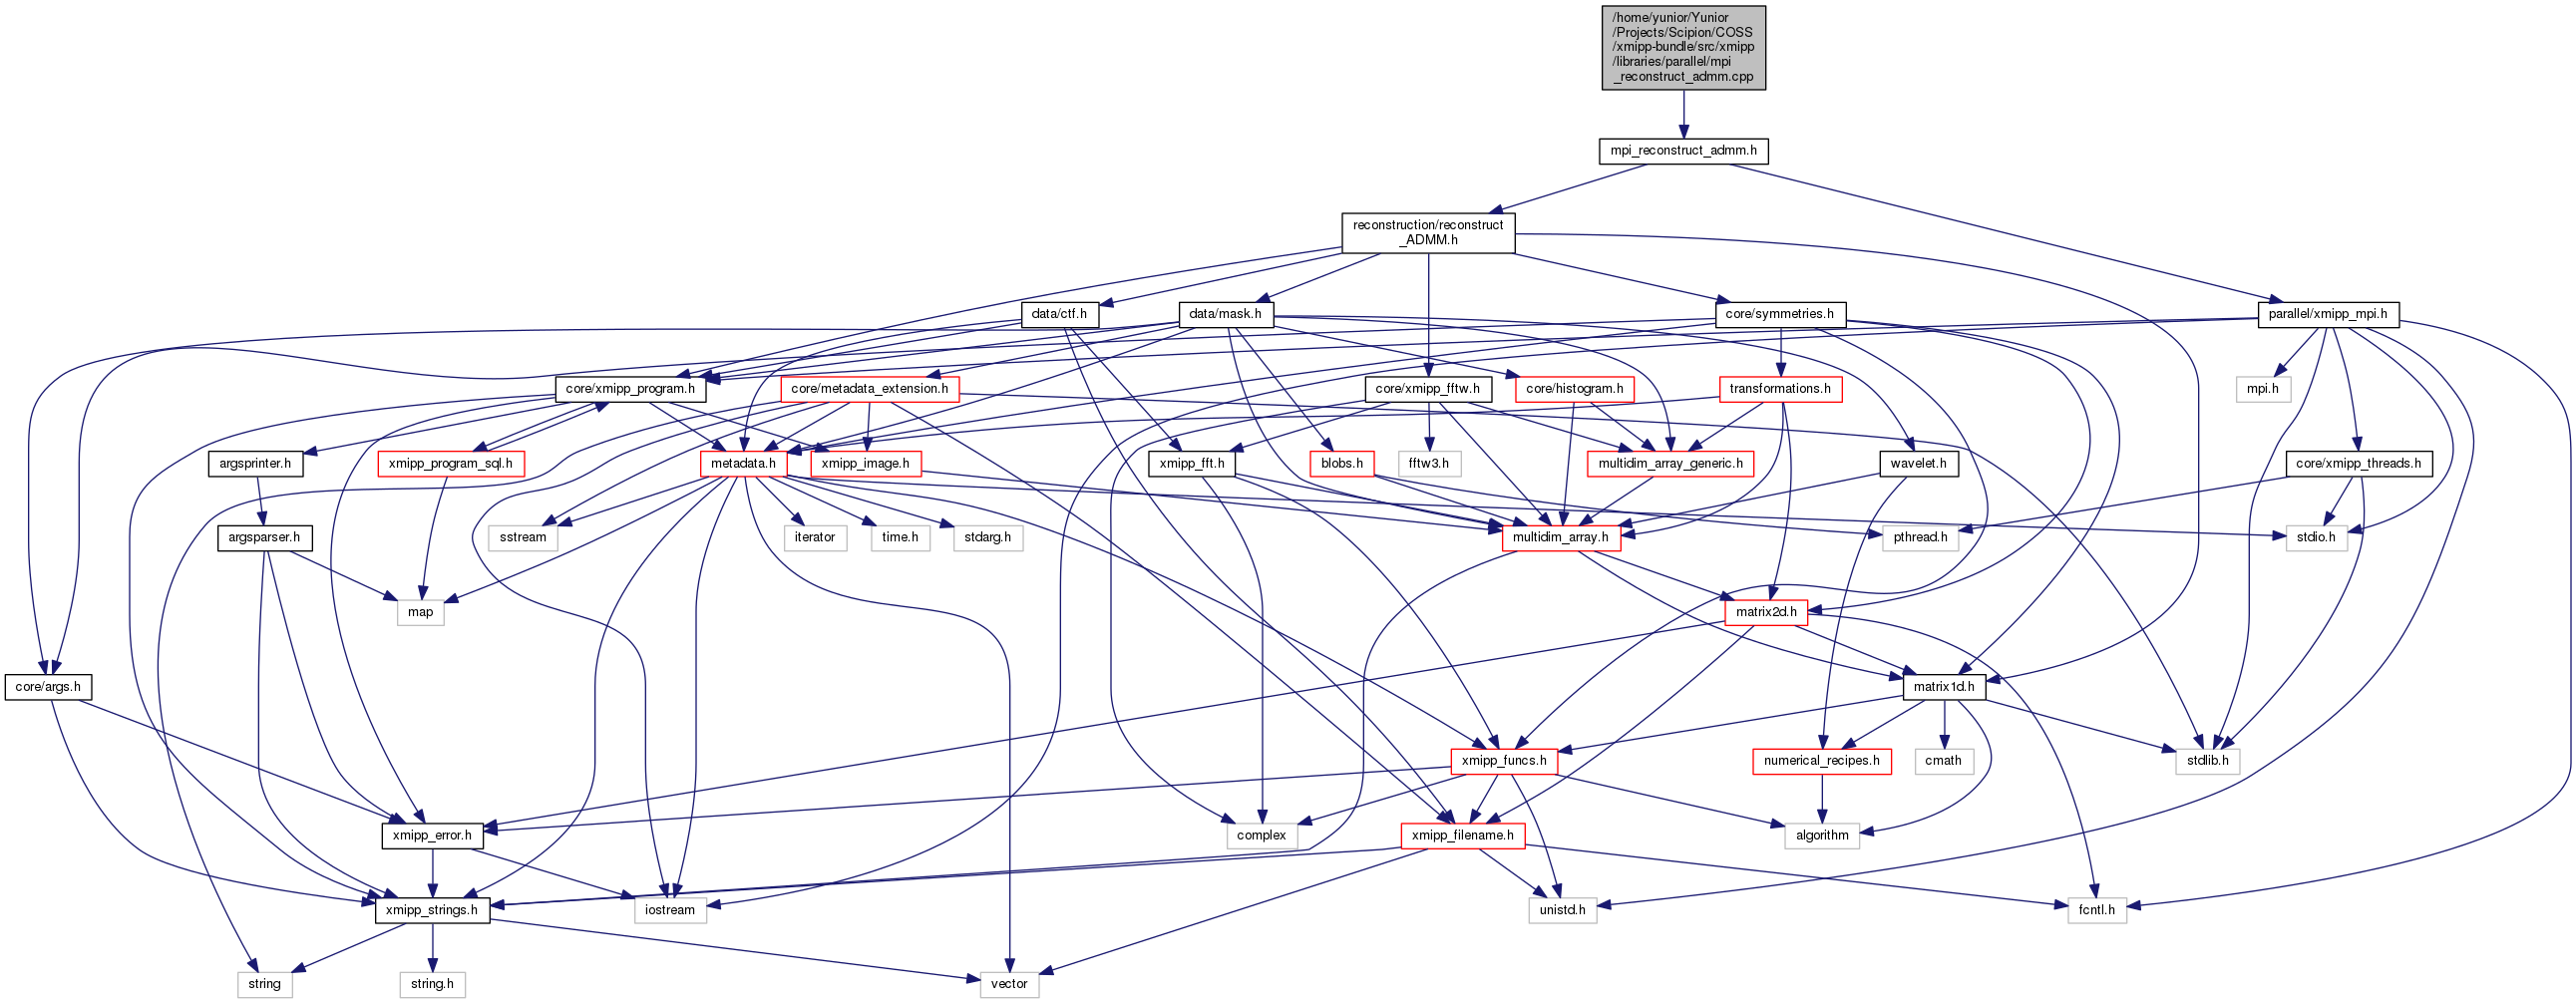 /home/yunior/Yunior
/Projects/Scipion/COSS
/xmipp-bundle/src/xmipp
/libraries/parallel/mpi
_reconstruct_admm.cpp
mpi_reconstruct_admm.h
reconstruction/reconstruct
_ADMM.h
data/ctf.h
data/mask.h
core/symmetries.h
parallel/xmipp_mpi.h
core/xmipp_program.h
core/metadata_extension.h
core/xmipp_fftw.h
core/histogram.h
transformations.h
mpi.h
argsprinter.h
xmipp_program_sql.h
metadata.h
xmipp_image.h
xmipp_fft.h
blobs.h
fftw3.h
multidim_array_generic.h
wavelet.h
core/xmipp_threads.h
argsparser.h
sstream
iterator
time.h
stdarg.h
multidim_array.h
pthread.h
stdio.h
map
matrix2d.h
core/args.h
matrix1d.h
xmipp_funcs.h
numerical_recipes.h
cmath
stdlib.h
xmipp_error.h
complex
xmipp_filename.h
algorithm
xmipp_strings.h
iostream
unistd.h
fcntl.h
string
string.h
vector